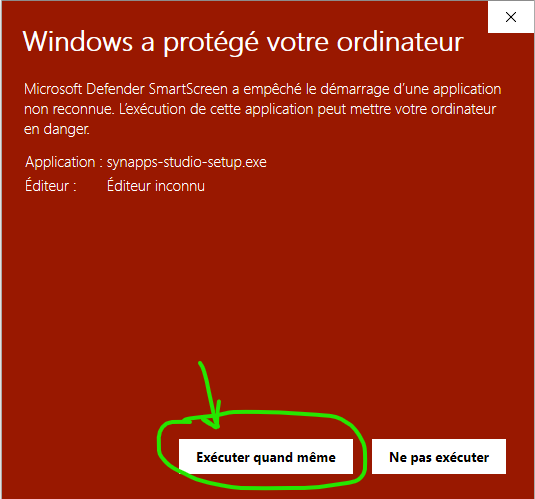 Windows a protégé votre ordinateur
Microsoft Defender SmartScreen a empêché le démarrage d'une application
non reconnue. L'exécution de cette application peut mettre votre ordinateur
en danger.
Application : synapps-studio-setup.exe
Éditeur : Éditeur inconnu
Exécuter quand même
Ne pas exécuter